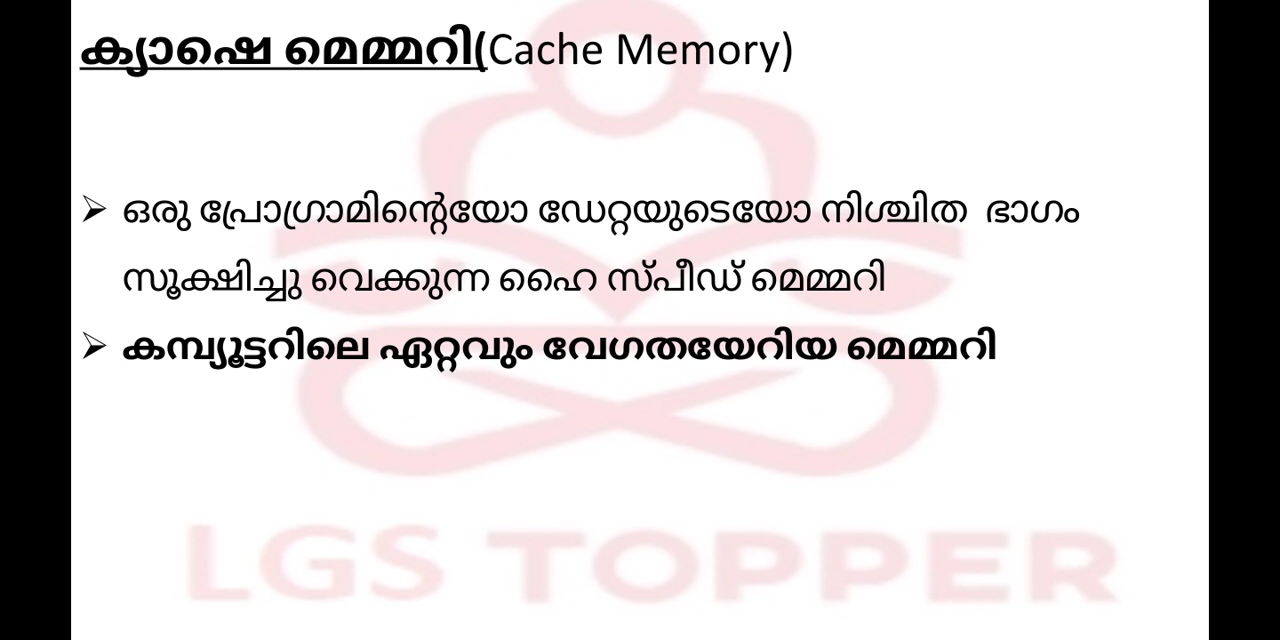 ക്യാഷെ മെമ്മറി(Cache Memory)
➢ ഒരു പ്രോഗ്രാമിന്റെയോ ഡേറ്റയുടെയോ നിശ്ചിത ഭാഗം
സൂക്ഷിച്ചു വെക്കുന്ന ഹൈ സ്പീഡ് മെമ്മറി
➢ കമ്പ്യൂട്ടറിലെ ഏറ്റവും വേഗതയേറിയ മെമ്മറി
LGS TOPPER